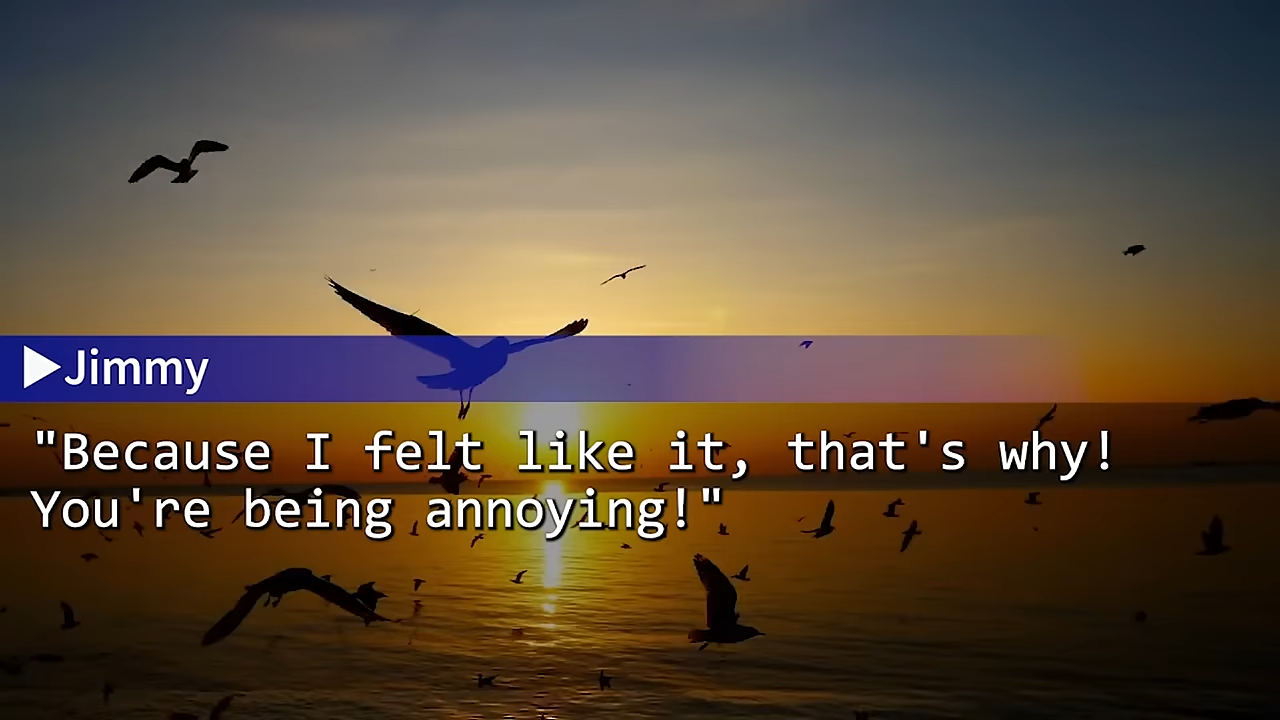 ▶Jimmy
"Because I felt like it, that's why!
You're being annoying!"